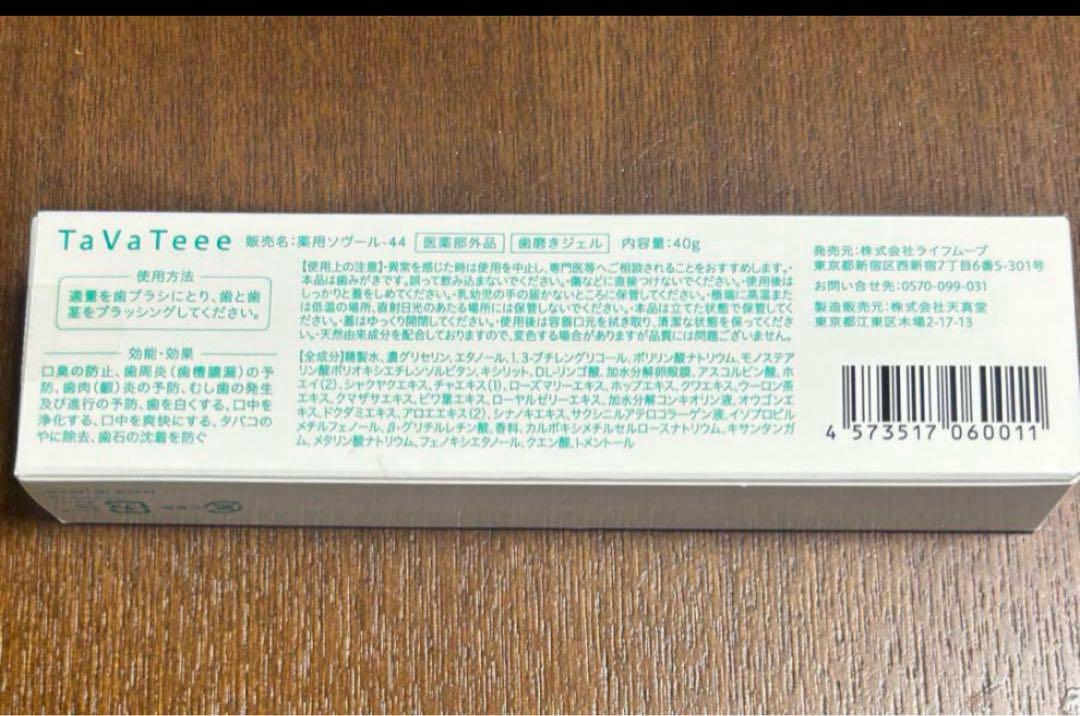 TaVaTeee 販売名:薬用ソヴール-44 医薬部外品 歯磨きジェル 内容量:40g
使用方法
適量を歯ブラシにとり、歯と歯
茎をブラッシングしてください。
効能・効果
口臭の防止、歯周炎(歯槽膿漏)の予
防、歯肉(齦)炎の予防、むし歯の発生
及び進行の予防、歯を白くする、口中を
浄化する、口中を爽快にする、タバコの
やに除去、歯石の沈着を防ぐ
【使用上の注意】・異常を感じた時は使用を中止し、専門医等へご相談されることをおすすめします。・
本品は歯みがきです。誤って飲み込まないでください。・傷などに直接つけないでください。・使用後は
しっかりと蓋をしめてください。・乳幼児の手の届かないところに保管してください。・極端に高温また
は低温の場所、直射日光のあたる場所には保管しないでください。・本品は立てた状態で保管してく
ださい。・蓋はゆっくり開閉してください。・使用後は容器口元を拭き取り、清潔な状態を保ってくださ
い。・天然由来成分を配合しておりますので、変色する場合がありますが品質には問題ございません。
【全成分】精製水、濃グリセリン、エタノール、1,3-ブチレングリコール、ポリリン酸ナトリウム、モノステア
リン酸ポリオキシエチレンソルビタン、キシリット、DL-リンゴ酸、加水分解卵殻膜、アスコルビン酸、ホ
エイ(2)、シャクヤクエキス、チャエキス(1)、ローズマリーエキス、ホップエキス、クワエキス、ウーロン茶
エキス、クマザサエキス、ビワ葉エキス、ローヤルゼリーエキス、加水分解コンキオリン液、オウゴンエ
キス、ドクダミエキス、アロエエキス(2)、シナノキエキス、サクシニルアテロコラーゲン液、イソプロピル
メチルフェノール、β-グリチルレチン酸、香料、カルボキシメチルセルロースナトリウム、キサンタンガ
ム、メタリン酸ナトリウム、フェノキシエタノール、クエン酸、l-メントール
発売元:株式会社ライフムーブ
東京都新宿区西新宿7丁目6番5-301号
お問い合せ先:0570-099-031
製造販売元:株式会社天真堂
東京都江東区木場2-17-13
4 573517 060011
MADE IN JAPAN